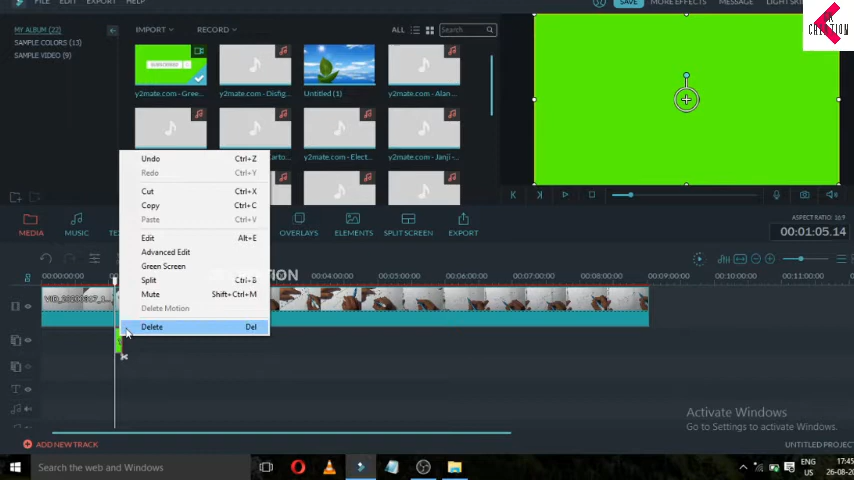 FILE EDIT EXPORT HELP
SAVE MORE EFFECTS MESSAGE SKIN
CREATION
MY ALBUM (22)
SAMPLE COLORS (13)
SAMPLE VIDEO (9)
IMPORT RECORD ALL Search
SUBSCRIBED
y2mate.com - Gree... y2mate.com - Disfig... Untitled (1) y2mate.com - Alan...
...arto... y2mate.com - Elect... y2mate.com - Janji -...
Undo Ctrl+Z
Redo Ctrl+Y
Cut Ctrl+X
Copy Ctrl+C
Paste Ctrl+V
Edit Alt+E
Advanced Edit
Green Screen
Split Ctrl+B
Mute Shift+Ctrl+M
Delete Motion
Delete Del
MEDIA MUSIC OVERLAYS ELEMENTS SPLIT SCREEN EXPORT
ASPECT RATIO: 16:9
00:01:05.14
00:00:00:00 00:04:00:00 00:05:00:00 00:06:00:00 00:07:00:00 00:08:00:00 00:09:00:00 00:10:00:00 00:11:00:00
Activate Windows
Go to Settings to activate Windows.
ADD NEW TRACK
UNTITLED PROJECT
Search the web and Windows
ENG
US
17:45
26-08-20